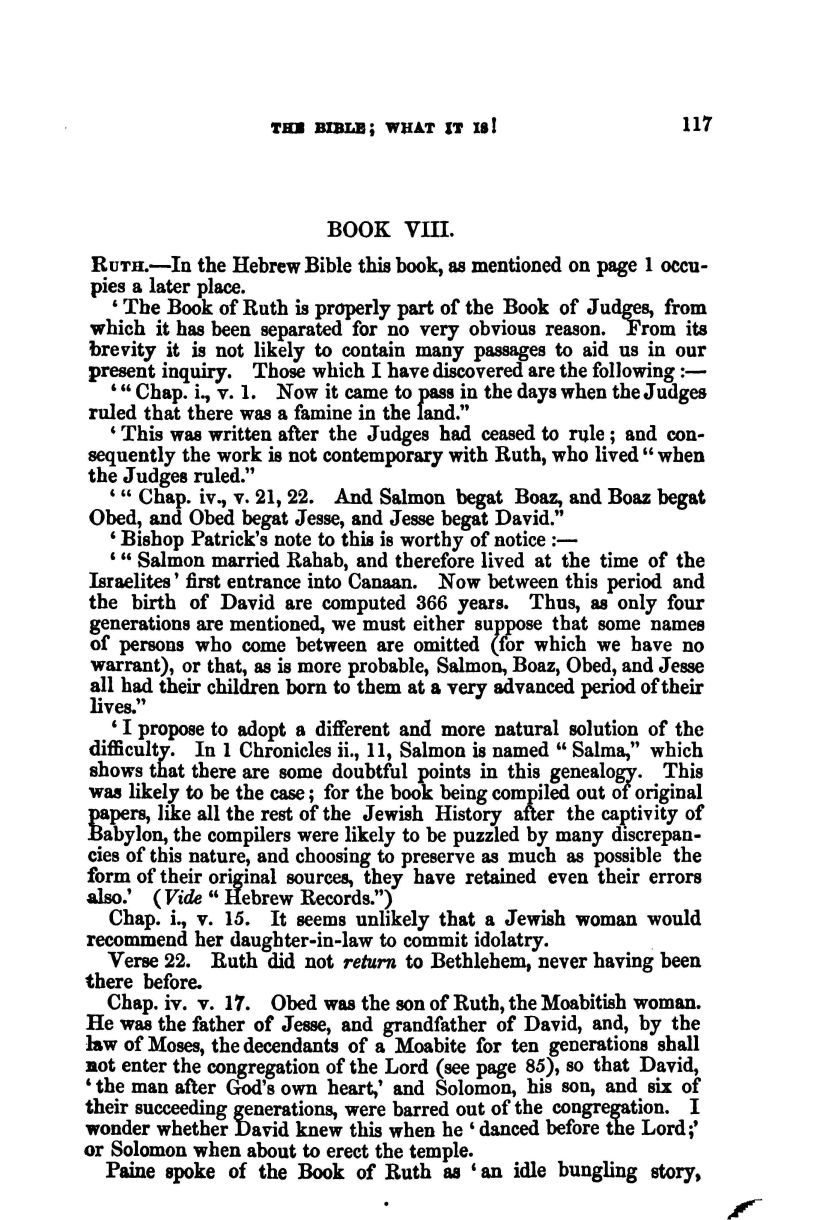 THE BIBLE; WHAT IT IS!
117
BOOK VIII.
RUTH.—In the Hebrew Bible this book, as mentioned on page 1 occu-
pies a later place.
‘ The Book of Ruth is properly part of the Book of Judges, from
which it has been separated for no very obvious reason. From its
brevity it is not likely to contain many passages to aid us in our
present inquiry. Those which I have discovered are the following :—
‘ “ Chap. i., v. 1. Now it came to pass in the days when the Judges
ruled that there was a famine in the land.”
‘ This was written after the Judges had ceased to rule ; and con-
sequently the work is not contemporary with Ruth, who lived “ when
the Judges ruled.”
‘ “ Chap. iv., v. 21, 22. And Salmon begat Boaz, and Boaz begat
Obed, and Obed begat Jesse, and Jesse begat David.”
‘ Bishop Patrick’s note to this is worthy of notice :—
‘ “ Salmon married Rahab, and therefore lived at the time of the
Israelites’ first entrance into Canaan. Now between this period and
the birth of David are computed 366 years. Thus, as only four
generations are mentioned, we must either suppose that some names
of persons who come between are omitted (for which we have no
warrant), or that, as is more probable, Salmon, Boaz, Obed, and Jesse
all had their children born to them at a very advanced period of their
lives.”
‘ I propose to adopt a different and more natural solution of the
difficulty. In 1 Chronicles ii., 11, Salmon is named “ Salma,” which
shows that there are some doubtful points in this genealogy. This
was likely to be the case ; for the book being compiled out of original
papers, like all the rest of the Jewish History after the captivity of
Babylon, the compilers were likely to be puzzled by many discrepan-
cies of this nature, and choosing to preserve as much as possible the
form of their original sources, they have retained even their errors
also.’ (Vide “ Hebrew Records.”)
Chap. i., v. 15. It seems unlikely that a Jewish woman would
recommend her daughter-in-law to commit idolatry.
Verse 22. Ruth did not return to Bethlehem, never having been
there before.
Chap. iv. v. 17. Obed was the son of Ruth, the Moabitish woman.
He was the father of Jesse, and grandfather of David, and, by the
law of Moses, the decendants of a Moabite for ten generations shall
not enter the congregation of the Lord (see page 85), so that David,
‘ the man after God’s own heart,’ and Solomon, his son, and six of
their succeeding generations, were barred out of the congregation. I
wonder whether David knew this when he ‘ danced before the Lord ;’
or Solomon when about to erect the temple.
Paine spoke of the Book of Ruth as ‘ an idle bungling story,